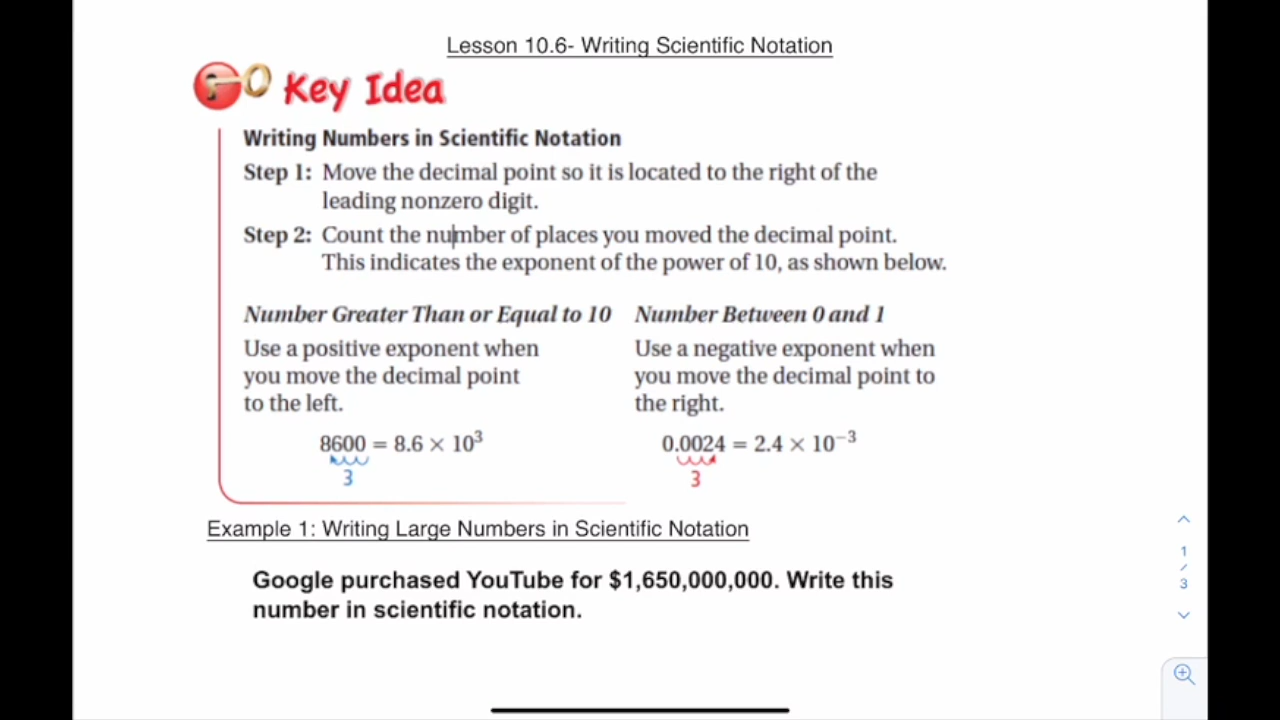 Lesson 10.6- Writing Scientific Notation
Key Idea
Writing Numbers in Scientific Notation
Step 1: Move the decimal point so it is located to the right of the
leading nonzero digit.
Step 2: Count the number of places you moved the decimal point.
This indicates the exponent of the power of 10, as shown below.
Number Greater Than or Equal to 10
Use a positive exponent when
you move the decimal point
to the left.
8600 = 8.6 × 10³
3
Number Between 0 and 1
Use a negative exponent when
you move the decimal point to
the right.
0.0024 = 2.4 × 10⁻³
3
Example 1: Writing Large Numbers in Scientific Notation
Google purchased YouTube for $1,650,000,000. Write this
number in scientific notation.
1
/
3